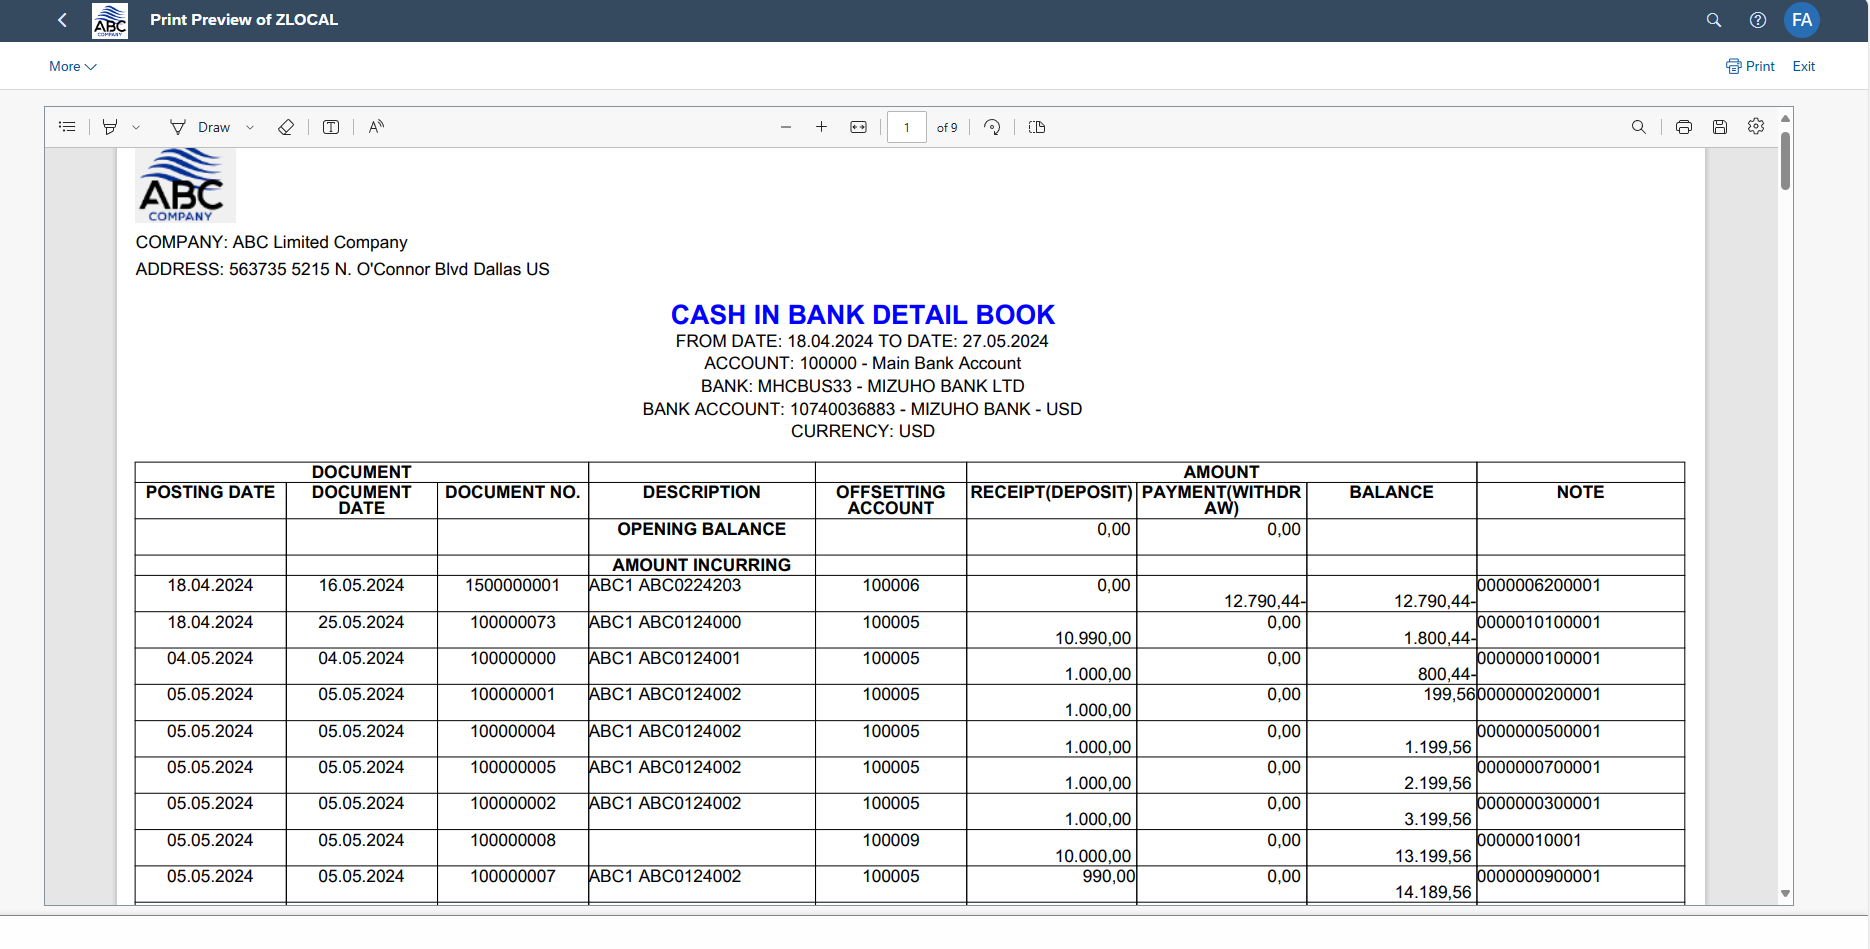 ABC
COMPANY
Print Preview of ZLOCAL
FA
More
Print Exit
Draw
1 of 9
ABC
COMPANY
COMPANY: ABC Limited Company
ADDRESS: 563735 5215 N. O'Connor Blvd Dallas US
CASH IN BANK DETAIL BOOK
FROM DATE: 18.04.2024 TO DATE: 27.05.2024
ACCOUNT: 100000 - Main Bank Account
BANK: MHCBUS33 - MIZUHO BANK LTD
BANK ACCOUNT: 10740036883 - MIZUHO BANK - USD
CURRENCY: USD
DOCUMENT AMOUNT
POSTING DATE DOCUMENT DATE DOCUMENT NO. DESCRIPTION OFFSETTING ACCOUNT RECEIPT(DEPOSIT) PAYMENT(WITHDRAW) BALANCE NOTE
OPENING BALANCE 0,00 0,00
AMOUNT INCURRING
18.04.2024 16.05.2024 1500000001 ABC1 ABC0224203 100006 0,00 12.790,44- 12.790,44- 0000006200001
18.04.2024 25.05.2024 100000073 ABC1 ABC0124000 100005 10.990,00 0,00 1.800,44- 0000010100001
04.05.2024 04.05.2024 100000000 ABC1 ABC0124001 100005 1.000,00 0,00 800,44- 0000000100001
05.05.2024 05.05.2024 100000001 ABC1 ABC0124002 100005 1.000,00 0,00 199,56 0000000200001
05.05.2024 05.05.2024 100000004 ABC1 ABC0124002 100005 1.000,00 0,00 1.199,56 0000000500001
05.05.2024 05.05.2024 100000005 ABC1 ABC0124002 100005 1.000,00 0,00 2.199,56 0000000700001
05.05.2024 05.05.2024 100000002 ABC1 ABC0124002 100005 1.000,00 0,00 3.199,56 0000000300001
05.05.2024 05.05.2024 100000008 100009 10.000,00 0,00 13.199,56 00000010001
05.05.2024 05.05.2024 100000007 ABC1 ABC0124002 100005 990,00 0,00 14.189,56 0000000900001